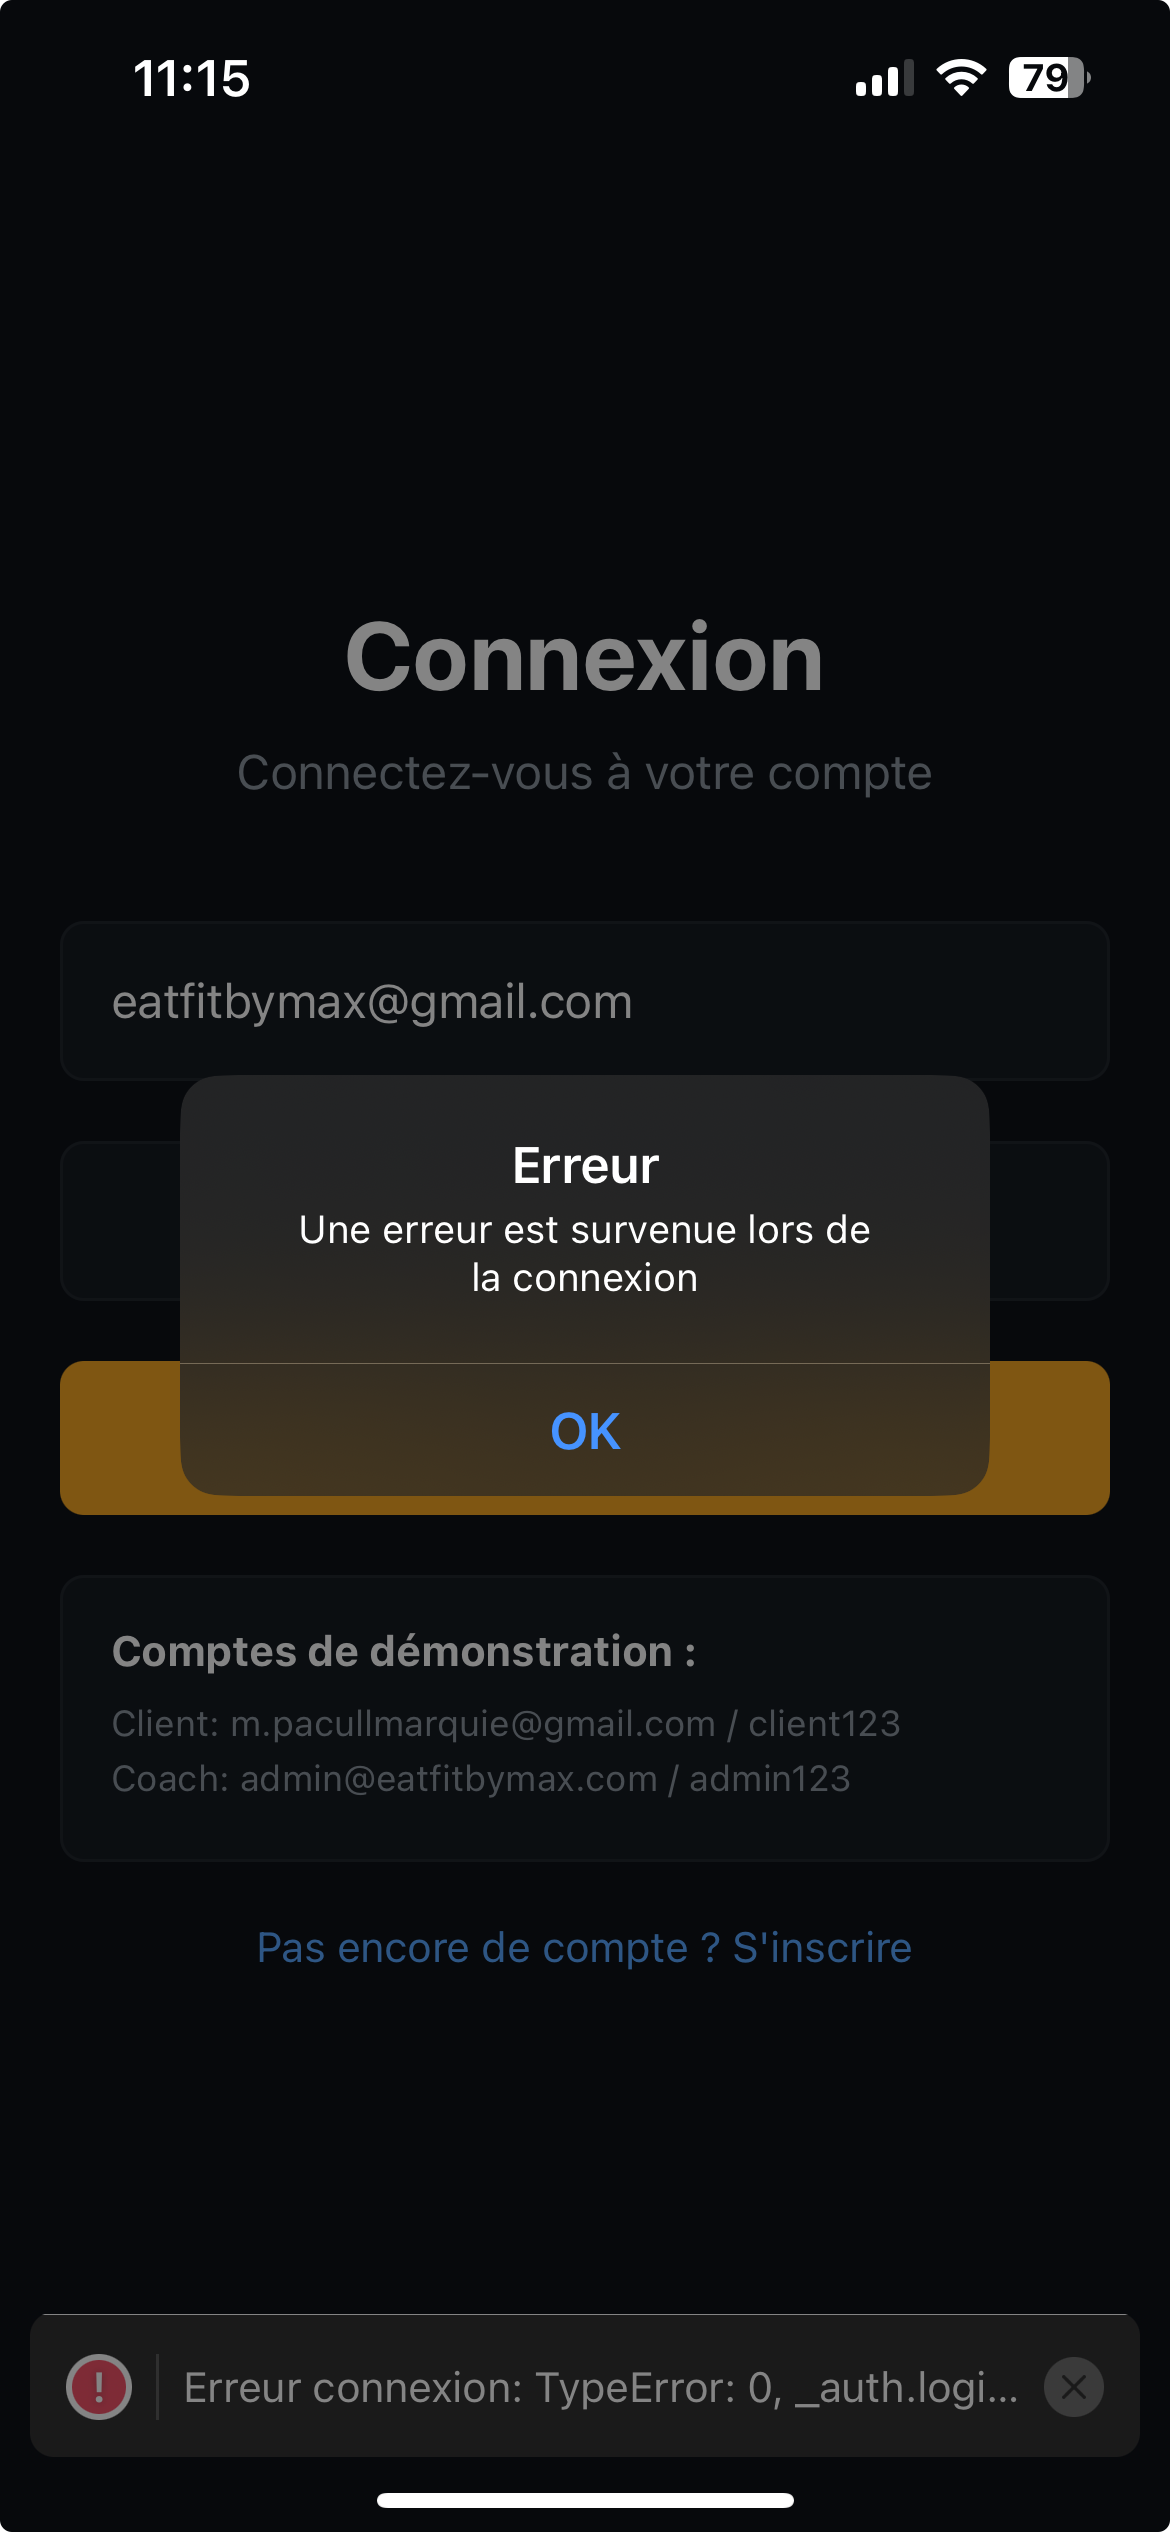 11:15
79
Connexion
Connectez-vous à votre compte
eatfitbymax@gmail.com
Erreur
Une erreur est survenue lors de
la connexion
OK
Comptes de démonstration :
Client: m.pacullmarquie@gmail.com / client123
Coach: admin@eatfitbymax.com / admin123
Pas encore de compte ? S'inscrire
Erreur connexion: TypeError: 0, _auth.logi...